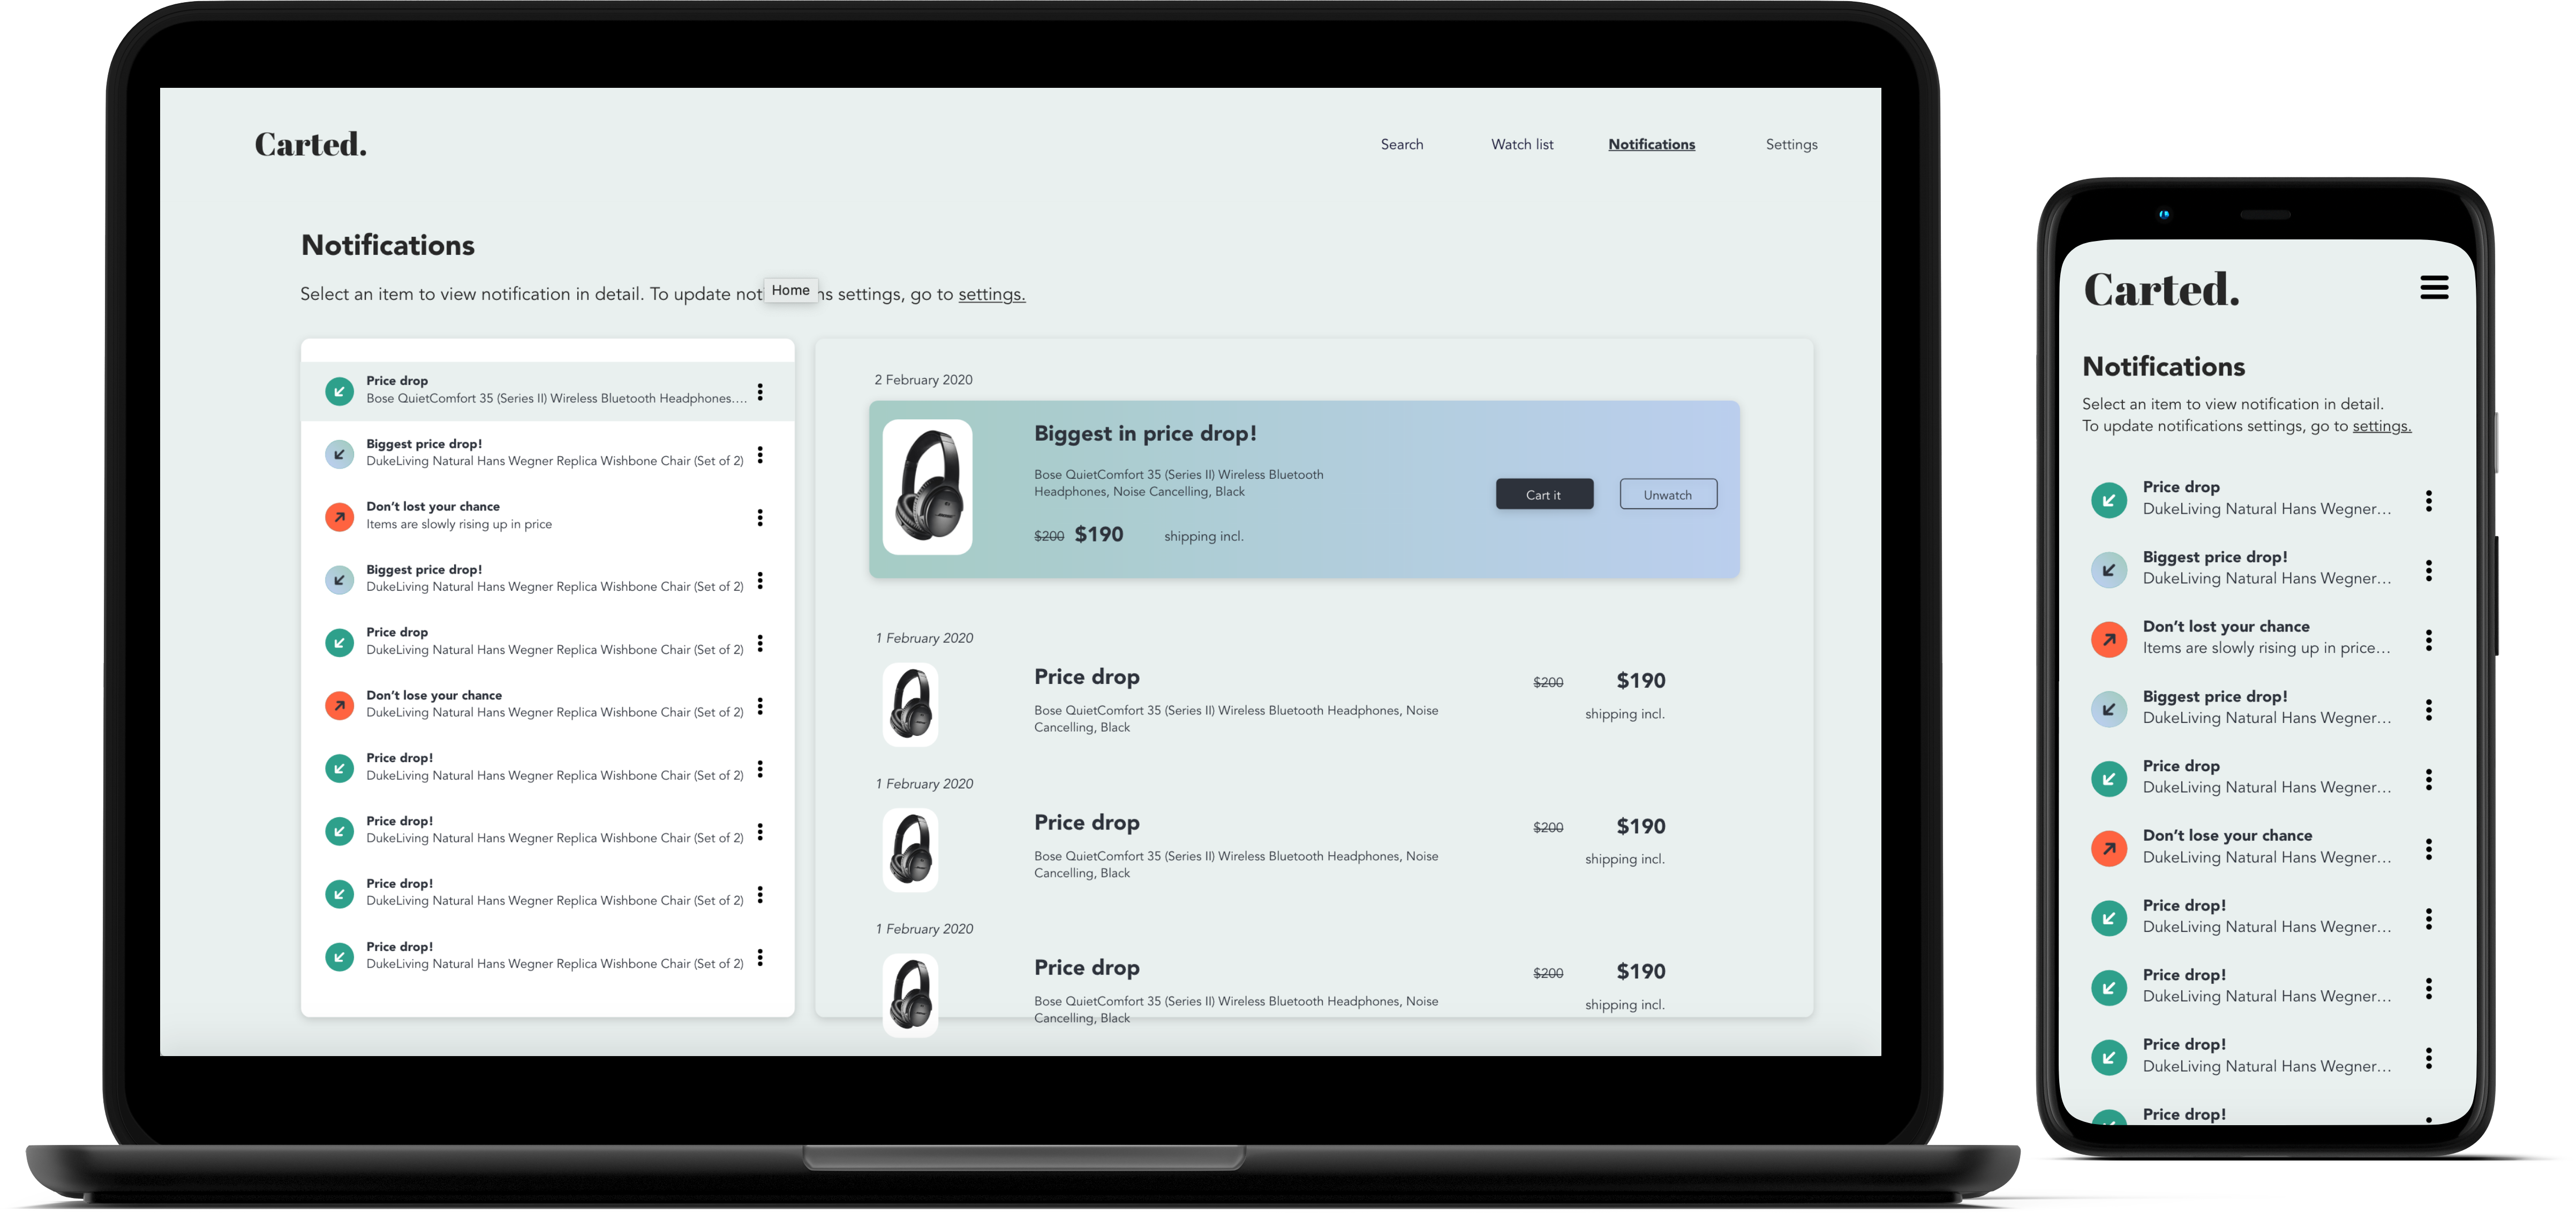 Carted.
Search
Watch list
Notifications
Settings
Notifications
Select an item to view notification in detail. To update not
Home
ns settings, go to settings.
Price drop
Bose QuietComfort 35 (Series II) Wireless Bluetooth Headphones....
Biggest price drop!
DukeLiving Natural Hans Wegner Replica Wishbone Chair (Set of 2)
Don't lost your chance
Items are slowly rising up in price
Biggest price drop!
DukeLiving Natural Hans Wegner Replica Wishbone Chair (Set of 2)
Price drop
DukeLiving Natural Hans Wegner Replica Wishbone Chair (Set of 2)
Don't lose your chance
DukeLiving Natural Hans Wegner Replica Wishbone Chair (Set of 2)
Price drop!
DukeLiving Natural Hans Wegner Replica Wishbone Chair (Set of 2)
Price drop!
DukeLiving Natural Hans Wegner Replica Wishbone Chair (Set of 2)
Price drop!
DukeLiving Natural Hans Wegner Replica Wishbone Chair (Set of 2)
Price drop!
DukeLiving Natural Hans Wegner Replica Wishbone Chair (Set of 2)
2 February 2020
Biggest in price drop!
Bose QuietComfort 35 (Series II) Wireless Bluetooth
Headphones, Noise Cancelling, Black
$200 $190 shipping incl.
Cart it
Unwatch
1 February 2020
Price drop
Bose QuietComfort 35 (Series II) Wireless Bluetooth Headphones, Noise
Cancelling, Black
$200 $190
shipping incl.
1 February 2020
Price drop
Bose QuietComfort 35 (Series II) Wireless Bluetooth Headphones, Noise
Cancelling, Black
$200 $190
shipping incl.
1 February 2020
Price drop
Bose QuietComfort 35 (Series II) Wireless Bluetooth Headphones, Noise
Cancelling, Black
$200 $190
shipping incl.
Carted.
Notifications
Select an item to view notification in detail.
To update notifications settings, go to settings.
Price drop
DukeLiving Natural Hans Wegner...
Biggest price drop!
DukeLiving Natural Hans Wegner...
Don't lost your chance
Items are slowly rising up in price...
Biggest price drop!
DukeLiving Natural Hans Wegner...
Price drop
DukeLiving Natural Hans Wegner...
Don't lose your chance
DukeLiving Natural Hans Wegner...
Price drop!
DukeLiving Natural Hans Wegner...
Price drop!
DukeLiving Natural Hans Wegner...
Price drop!
DukeLiving Natural Hans Wegner...
Price drop!